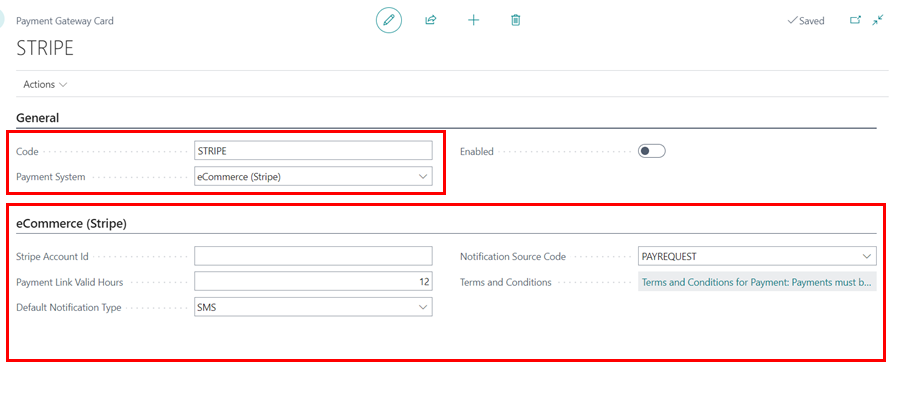 Payment Gateway Card
Saved
STRIPE
Actions
General
Code STRIPE Enabled
Payment System eCommerce (Stripe)
eCommerce (Stripe)
Stripe Account Id Notification Source Code PAYREQUEST
Payment Link Valid Hours 12 Terms and Conditions Terms and Conditions for Payment: Payments must b...
Default Notification Type SMS